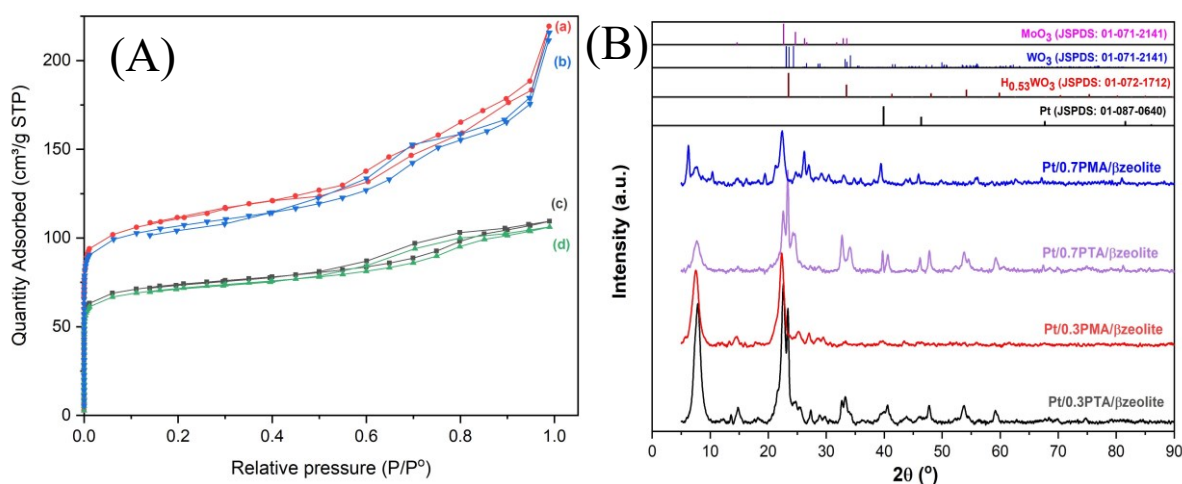 (A)
(a)
(b)
(c)
(d)
Quantity Adsorbed (cm³/g STP)
200
150
100
50
0
0.0 0.2 0.4 0.6 0.8 1.0
Relative pressure (P/Pᴼ)
(B)
MoO₃ (JSPDS: 01-071-2141)
WO₃ (JSPDS: 01-071-2141)
H₀.₅₃WO₃ (JSPDS: 01-072-1712)
Pt (JSPDS: 01-087-0640)
Pt/0.7PMA/βzeolite
Pt/0.7PTA/βzeolite
Pt/0.3PMA/βzeolite
Pt/0.3PTA/βzeolite
Intensity (a.u.)
0 10 20 30 40 50 60 70 80 90
2θ (°)